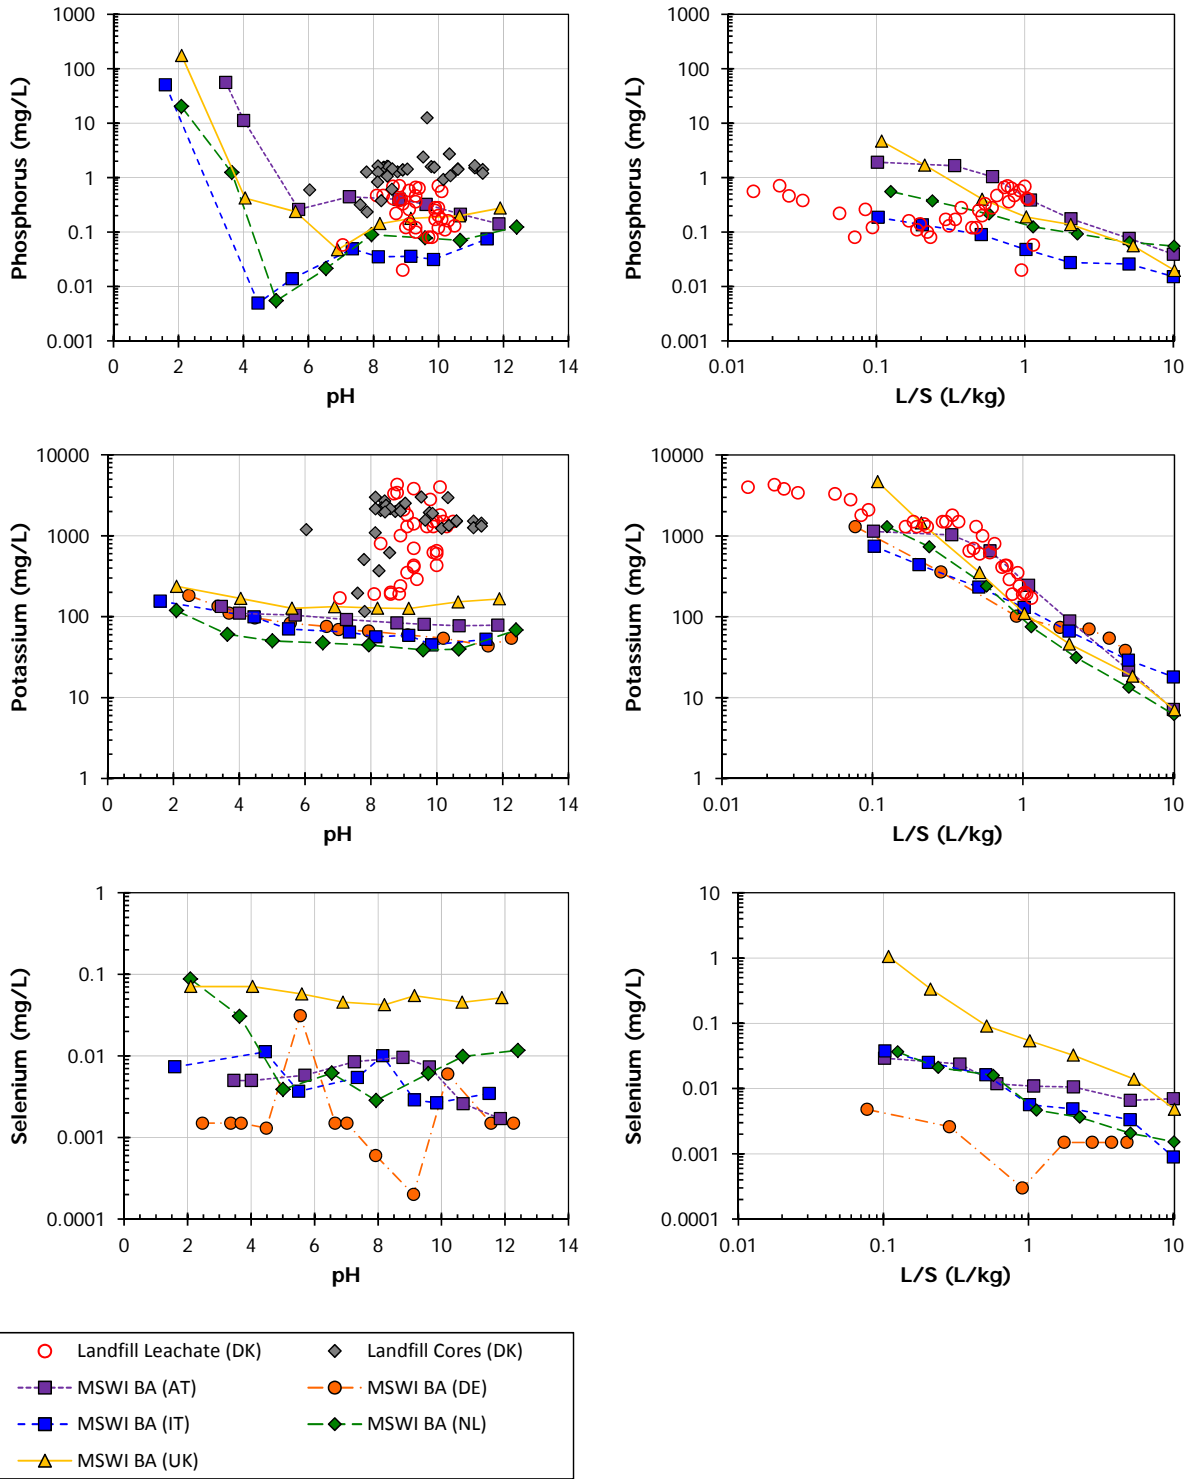 1000
100
10
1
0.1
0.01
0.001
Phosphorus (mg/L)
0 2 4 6 8 10 12 14
pH
1000
100
10
1
0.1
0.01
0.001
Phosphorus (mg/L)
0.01 0.1 1 10
L/S (L/kg)
10000
1000
100
10
1
Potassium (mg/L)
0 2 4 6 8 10 12 14
pH
10000
1000
100
10
1
Potassium (mg/L)
0.01 0.1 1 10
L/S (L/kg)
1
0.1
0.01
0.001
0.0001
Selenium (mg/L)
0 2 4 6 8 10 12 14
pH
10
1
0.1
0.01
0.001
0.0001
Selenium (mg/L)
0.01 0.1 1 10
L/S (L/kg)
Landfill Leachate (DK) Landfill Cores (DK)
MSWI BA (AT) MSWI BA (DE)
MSWI BA (IT) MSWI BA (NL)
MSWI BA (UK)